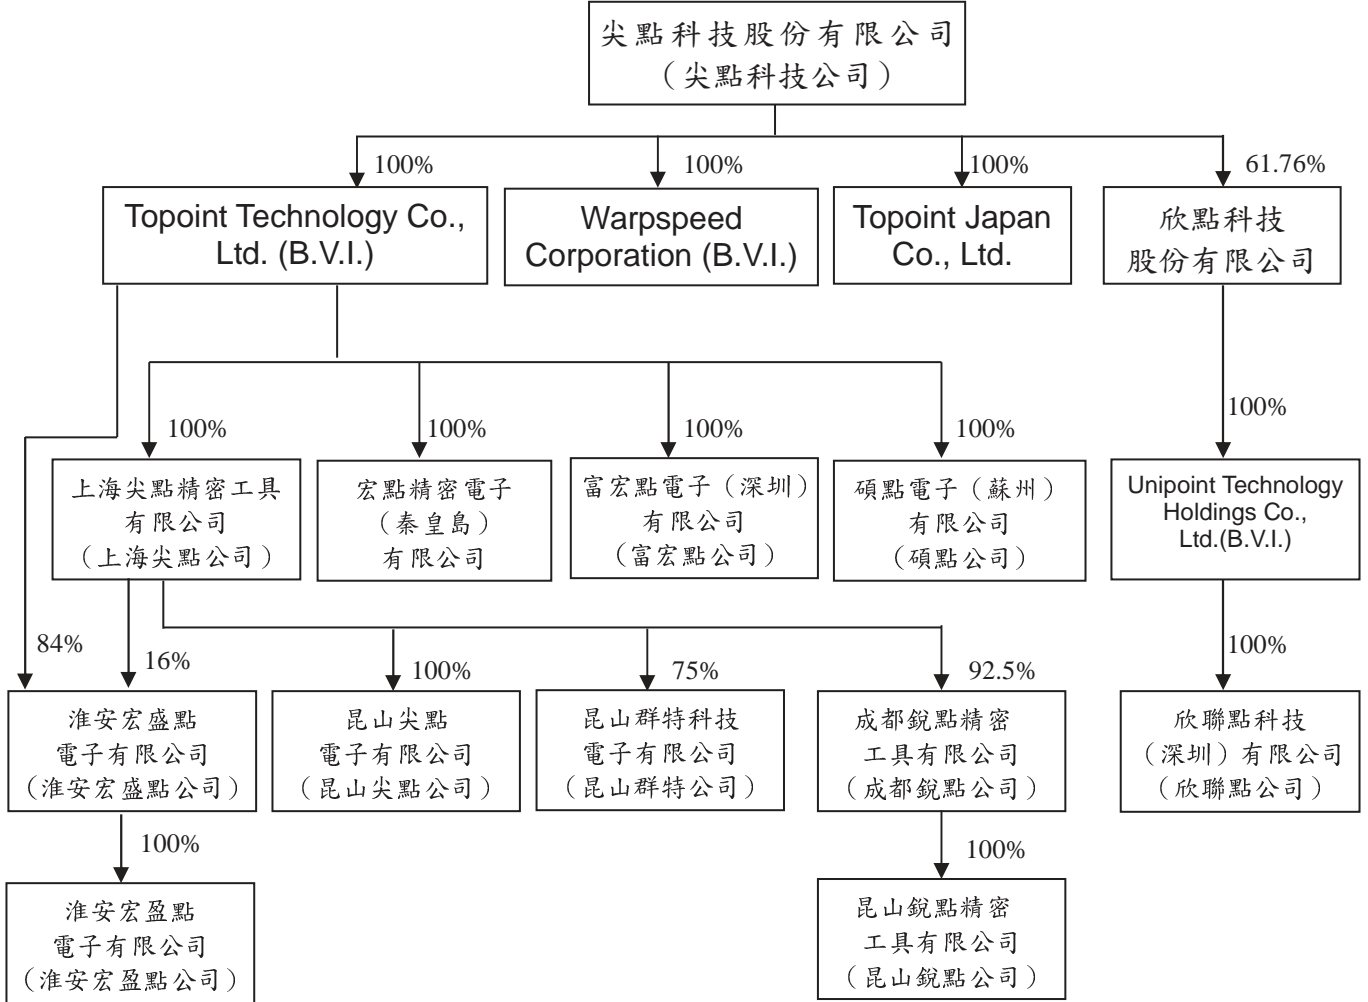 尖點科技股份有限公司
（尖點科技公司）
100%
100%
100%
61.76%
Topoint Technology Co.,
Ltd. (B.V.I.)
Warpspeed
Corporation (B.V.I.)
Topoint Japan
Co., Ltd.
欣點科技
股份有限公司
100%
100%
100%
100%
100%
上海尖點精密工具
有限公司
（上海尖點公司）
宏點精密電子
（秦皇島）
有限公司
富宏點電子（深圳）
有限公司
（富宏點公司）
碩點電子（蘇州）
有限公司
（碩點公司）
Unipoint Technology
Holdings Co.,
Ltd.(B.V.I.)
84%
16%
100%
75%
92.5%
100%
淮安宏盛點
電子有限公司
（淮安宏盛點公司）
昆山尖點
電子有限公司
（昆山尖點公司）
昆山群特科技
電子有限公司
（昆山群特公司）
成都銳點精密
工具有限公司
（成都銳點公司）
欣聯點科技
（深圳）有限公司
（欣聯點公司）
100%
100%
淮安宏盈點
電子有限公司
（淮安宏盈點公司）
昆山銳點精密
工具有限公司
（昆山銳點公司）